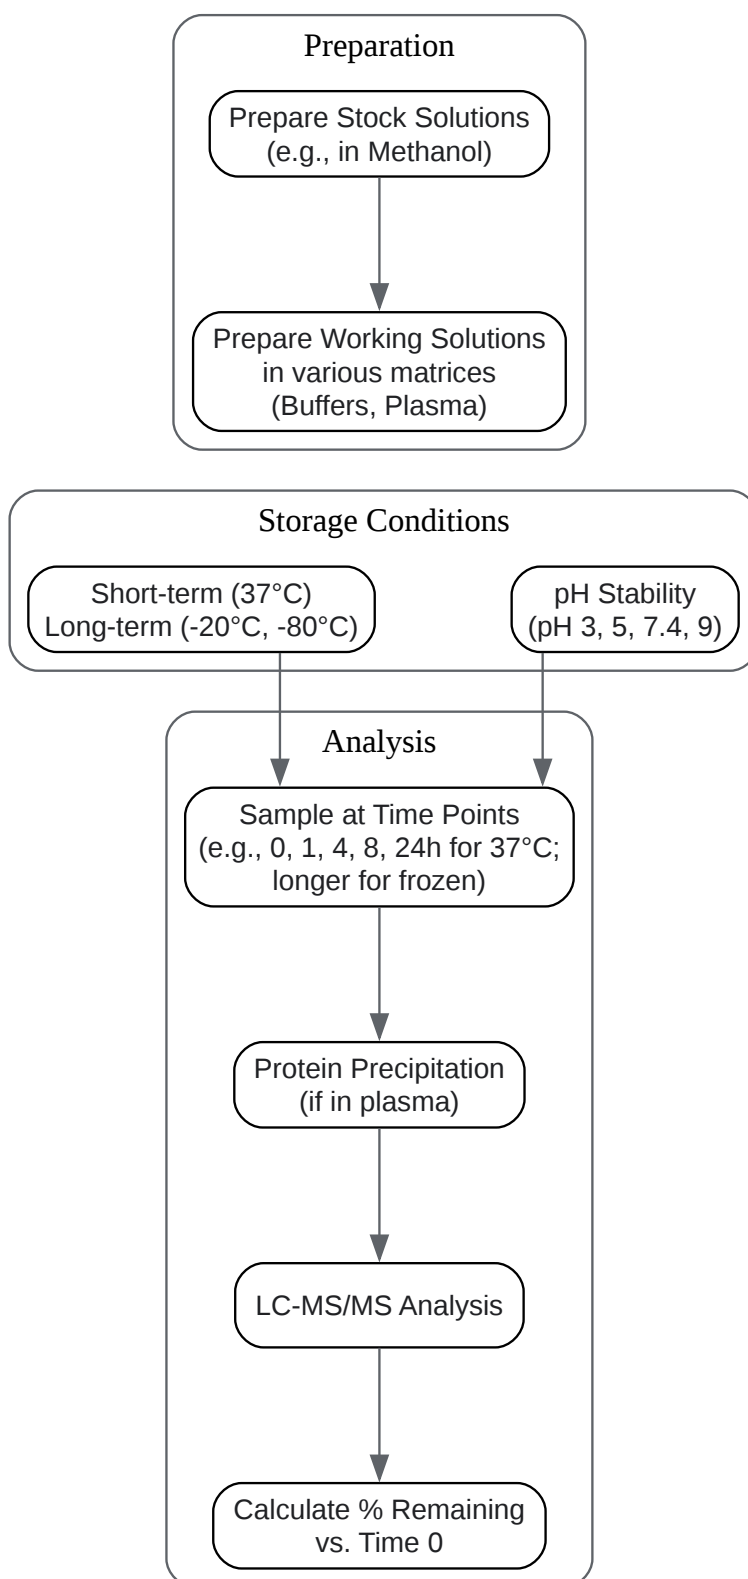 Preparation
Prepare Stock Solutions
(e.g., in Methanol)
Prepare Working Solutions
in various matrices
(Buffers, Plasma)
Storage Conditions
Short-term (37°C)
Long-term (-20°C, -80°C)
pH Stability
(pH 3, 5, 7.4, 9)
Analysis
Sample at Time Points
(e.g., 0, 1, 4, 8, 24h for 37°C;
longer for frozen)
Protein Precipitation
(if in plasma)
LC-MS/MS Analysis
Calculate % Remaining
vs. Time 0